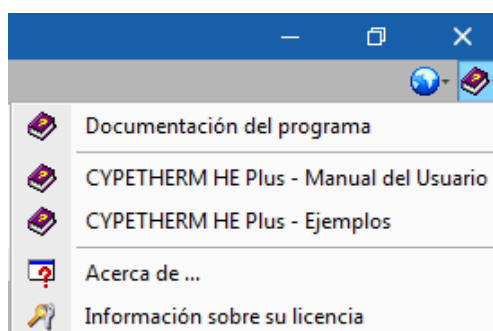 Documentación del programa
CYPETHERM HE Plus - Manual del Usuario
CYPETHERM HE Plus - Ejemplos
Acerca de ...
Información sobre su licencia